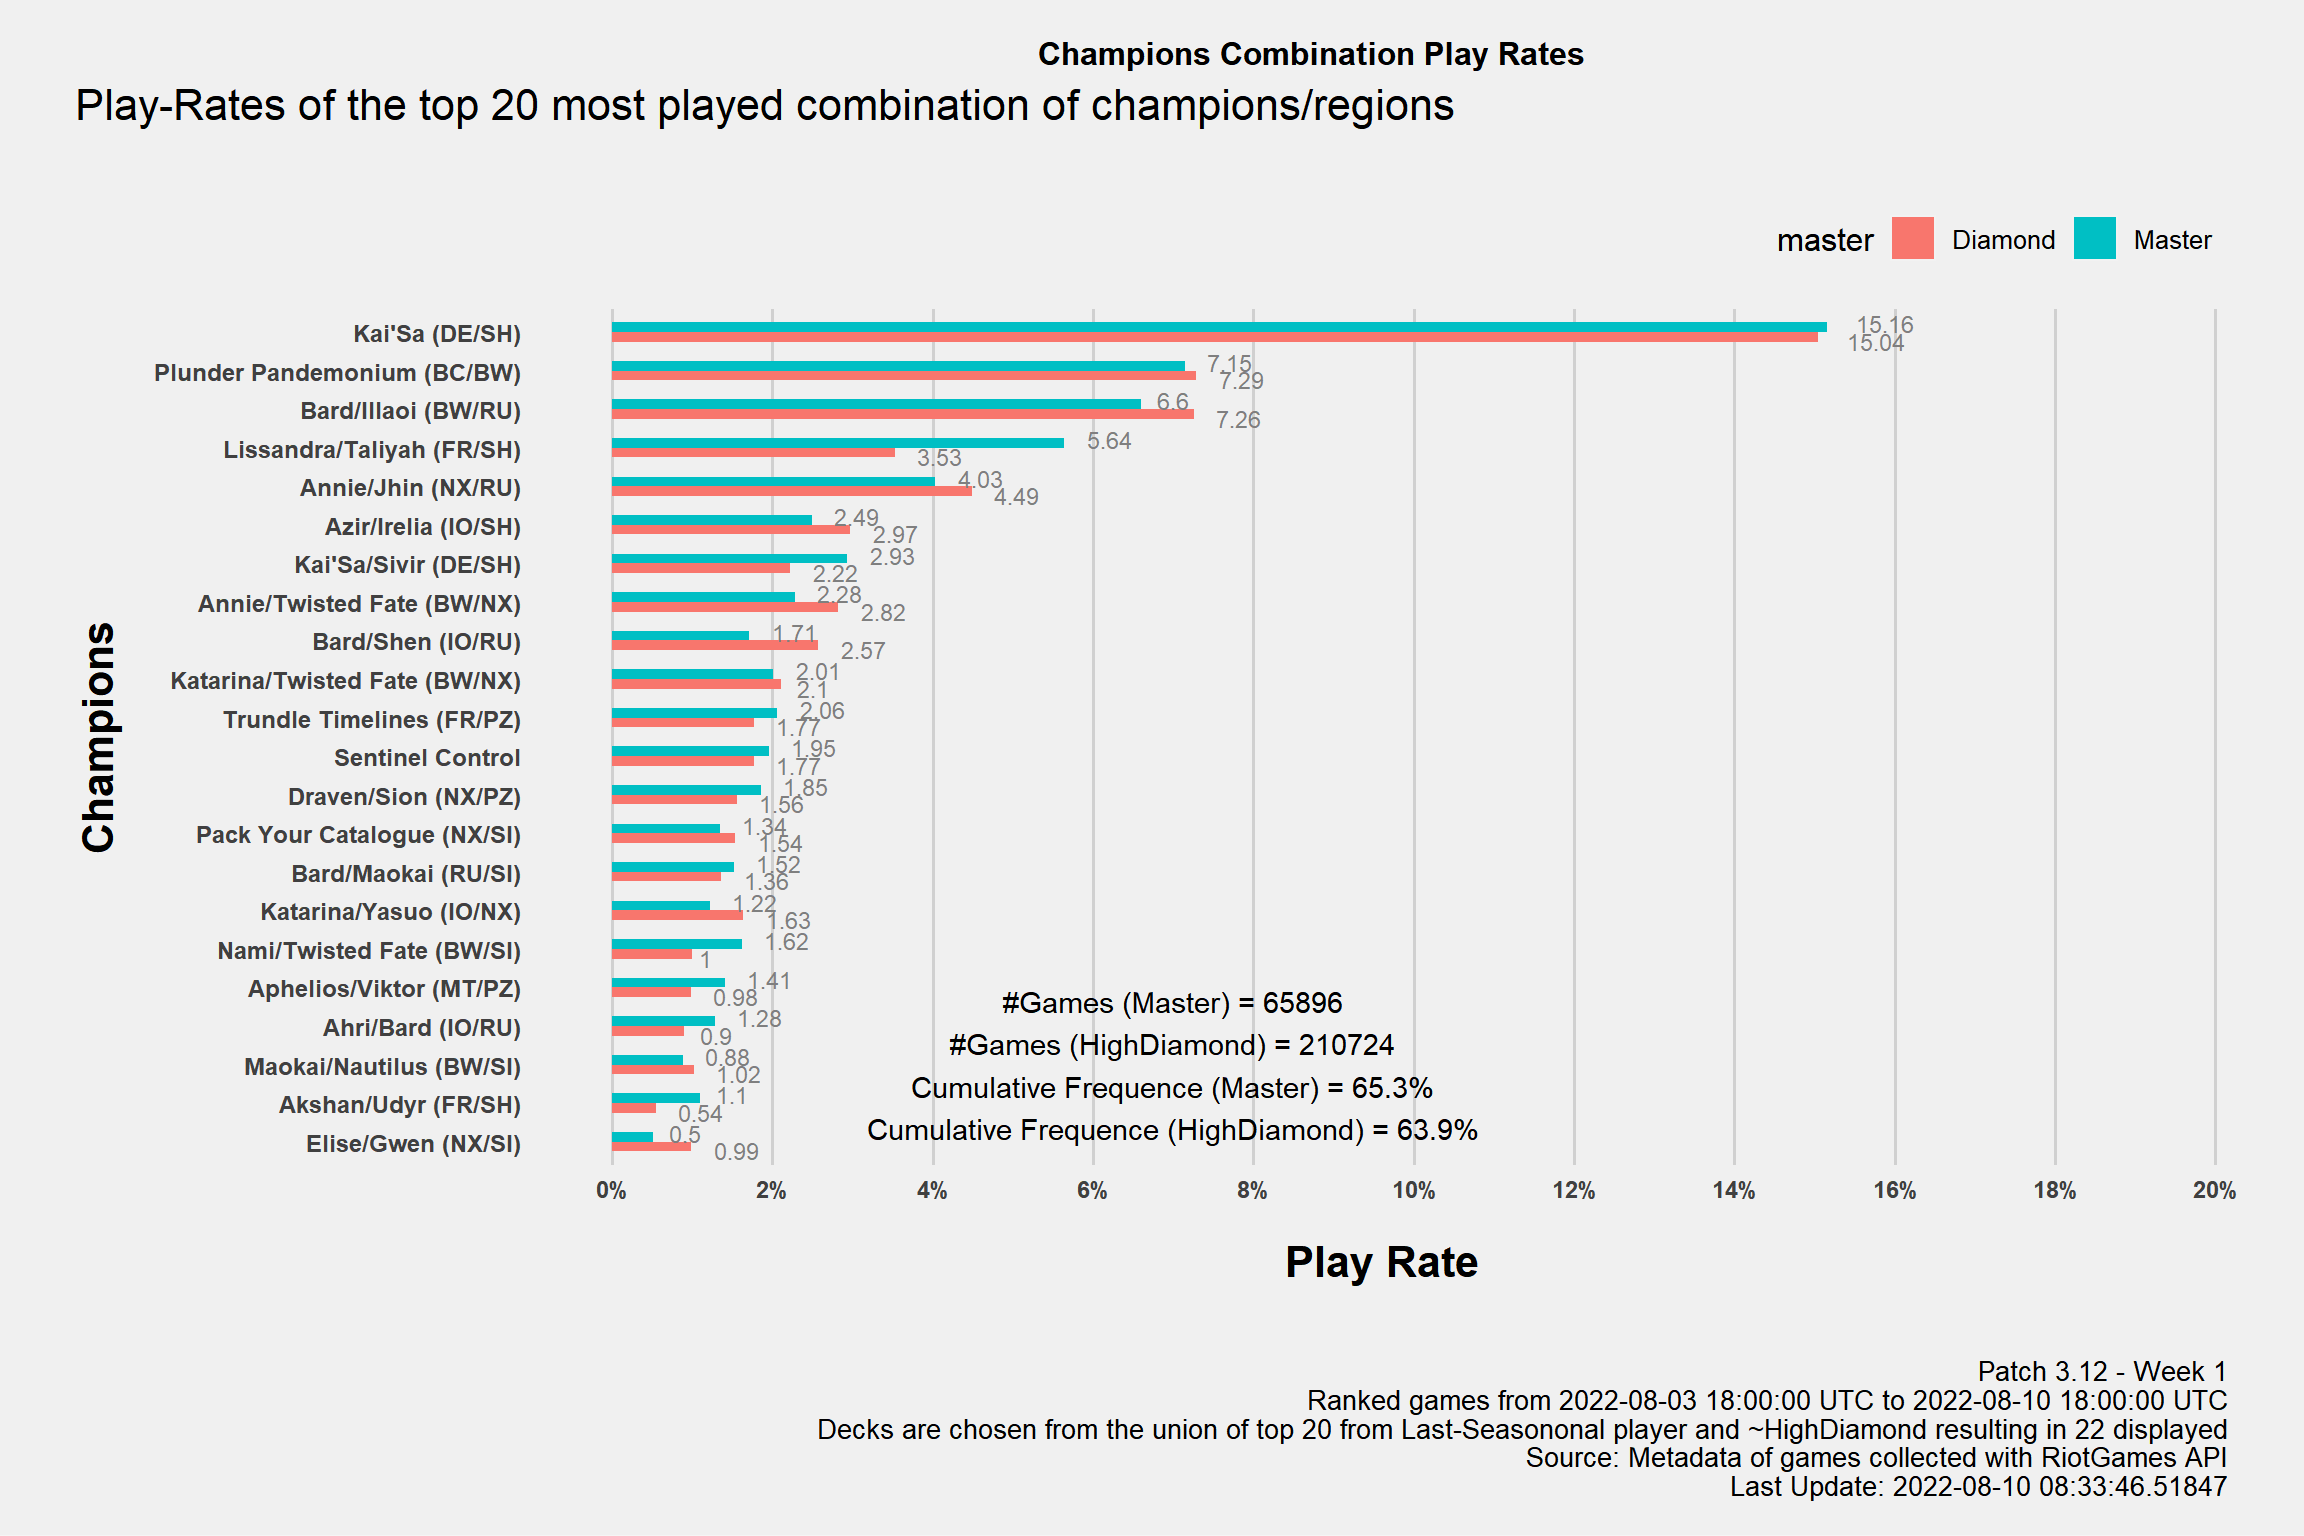 Champions Combination Play Rates
Play-Rates of the top 20 most played combination of champions/regions
master Diamond Master
Champions
Kai'Sa (DE/SH) 15.16 15.04
Plunder Pandemonium (BC/BW) 7.15 7.29
Bard/Illaoi (BW/RU) 6.6 7.26
Lissandra/Taliyah (FR/SH) 5.64 3.53
Annie/Jhin (NX/RU) 4.03 4.49
Azir/Irelia (IO/SH) 2.49 2.97
Kai'Sa/Sivir (DE/SH) 2.93 2.22
Annie/Twisted Fate (BW/NX) 2.28 2.82
Bard/Shen (IO/RU) 1.71 2.57
Katarina/Twisted Fate (BW/NX) 2.01 2.1
Trundle Timelines (FR/PZ) 2.06 1.77
Sentinel Control 1.95 1.77
Draven/Sion (NX/PZ) 1.85 1.56
Pack Your Catalogue (NX/SI) 1.34 1.54
Bard/Maokai (RU/SI) 1.52 1.36
Katarina/Yasuo (IO/NX) 1.22 1.63
Nami/Twisted Fate (BW/SI) 1.62 1
Aphelios/Viktor (MT/PZ) 1.41 0.98
Ahri/Bard (IO/RU) 1.28 0.9
Maokai/Nautilus (BW/SI) 0.88 1.02
Akshan/Udyr (FR/SH) 1.1 0.54
Elise/Gwen (NX/SI) 0.5 0.99
#Games (Master) = 65896
#Games (HighDiamond) = 210724
Cumulative Frequence (Master) = 65.3%
Cumulative Frequence (HighDiamond) = 63.9%
0% 2% 4% 6% 8% 10% 12% 14% 16% 18% 20%
Play Rate
Patch 3.12 - Week 1
Ranked games from 2022-08-03 18:00:00 UTC to 2022-08-10 18:00:00 UTC
Decks are chosen from the union of top 20 from Last-Seasononal player and ~HighDiamond resulting in 22 displayed
Source: Metadata of games collected with RiotGames API
Last Update: 2022-08-10 08:33:46.51847